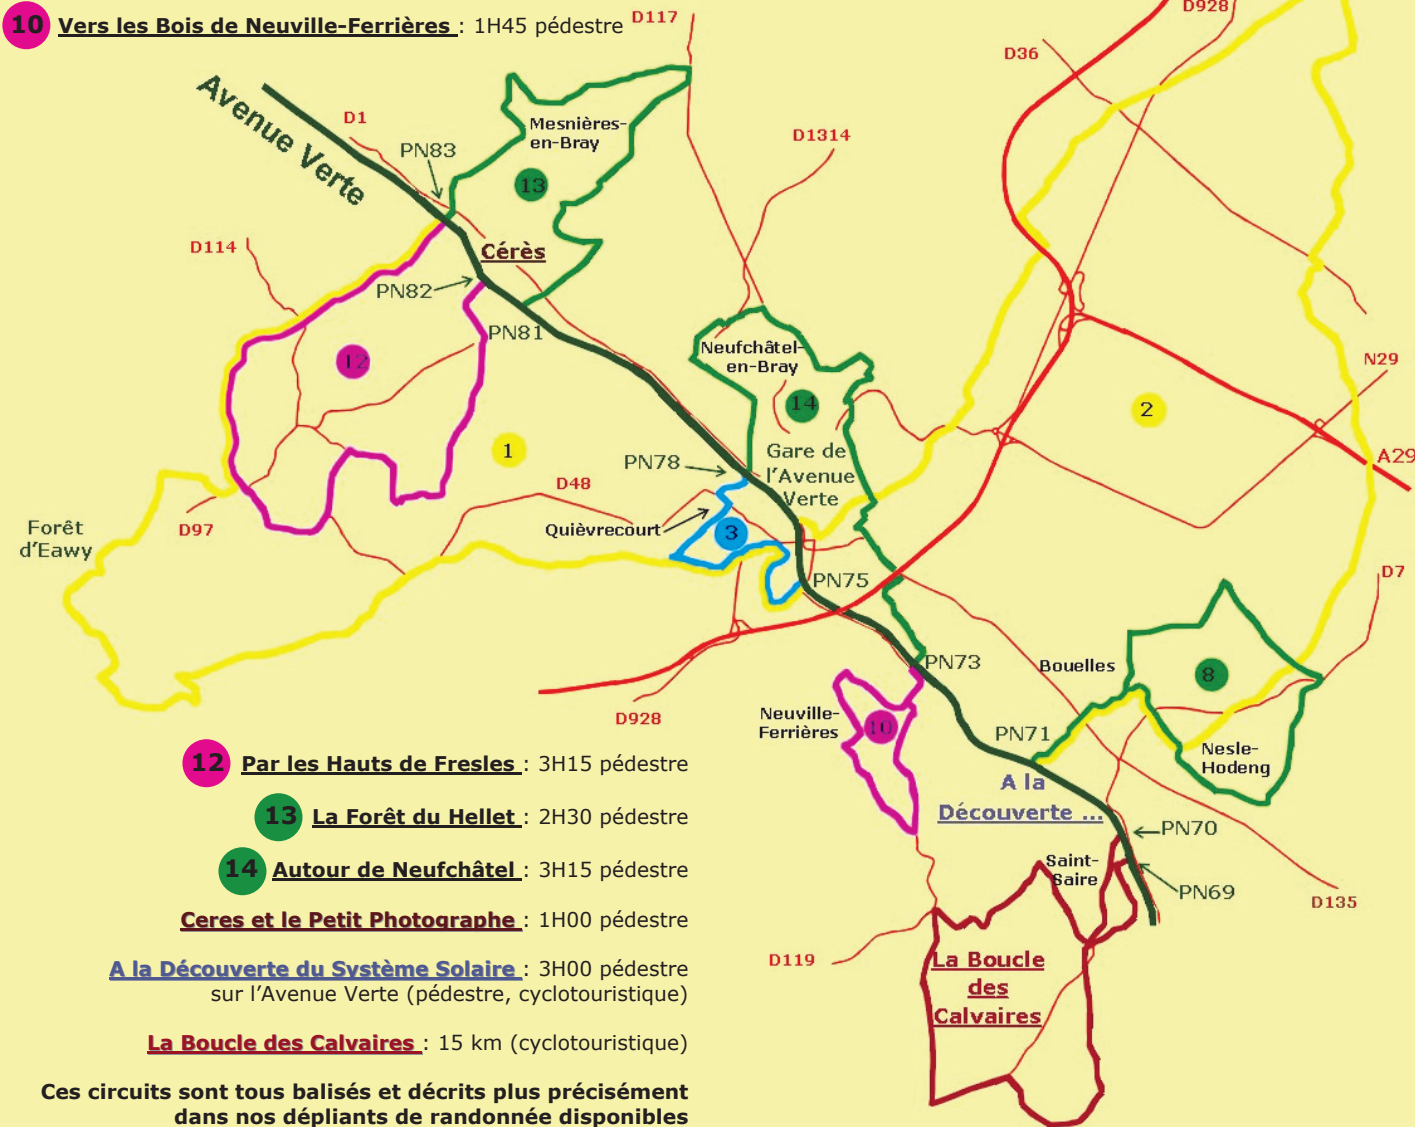 10 Vers les Bois de Neuville-Ferrières : 1H45 pédestre
D117
D928
D36
Avenue Verte
D1
PN83
Mesnières-
en-Bray
D1314
13
D114
Cérès
PN82
PN81
12
Neufchâtel-
en-Bray
N29
14
2
1
Gare de
l'Avenue
Verte
PN78
A29
D48
Forêt
d'Eawy
D97
Quièvrecourt
3
PN75
D7
PN73
Bouelles
8
D928
Neuville-
Ferrières
10
PN71
Nesle-
Hodeng
12 Par les Hauts de Fresles : 3H15 pédestre
A la
Découverte ...
13 La Forêt du Hellet : 2H30 pédestre
PN70
14 Autour de Neufchâtel : 3H15 pédestre
Saint-
Saire
PN69
D135
Ceres et le Petit Photographe : 1H00 pédestre
D119
La Boucle
des
Calvaires
A la Découverte du Système Solaire : 3H00 pédestre
sur l'Avenue Verte (pédestre, cyclotouristique)
La Boucle des Calvaires : 15 km (cyclotouristique)
Ces circuits sont tous balisés et décrits plus précisément
dans nos dépliants de randonnée disponibles